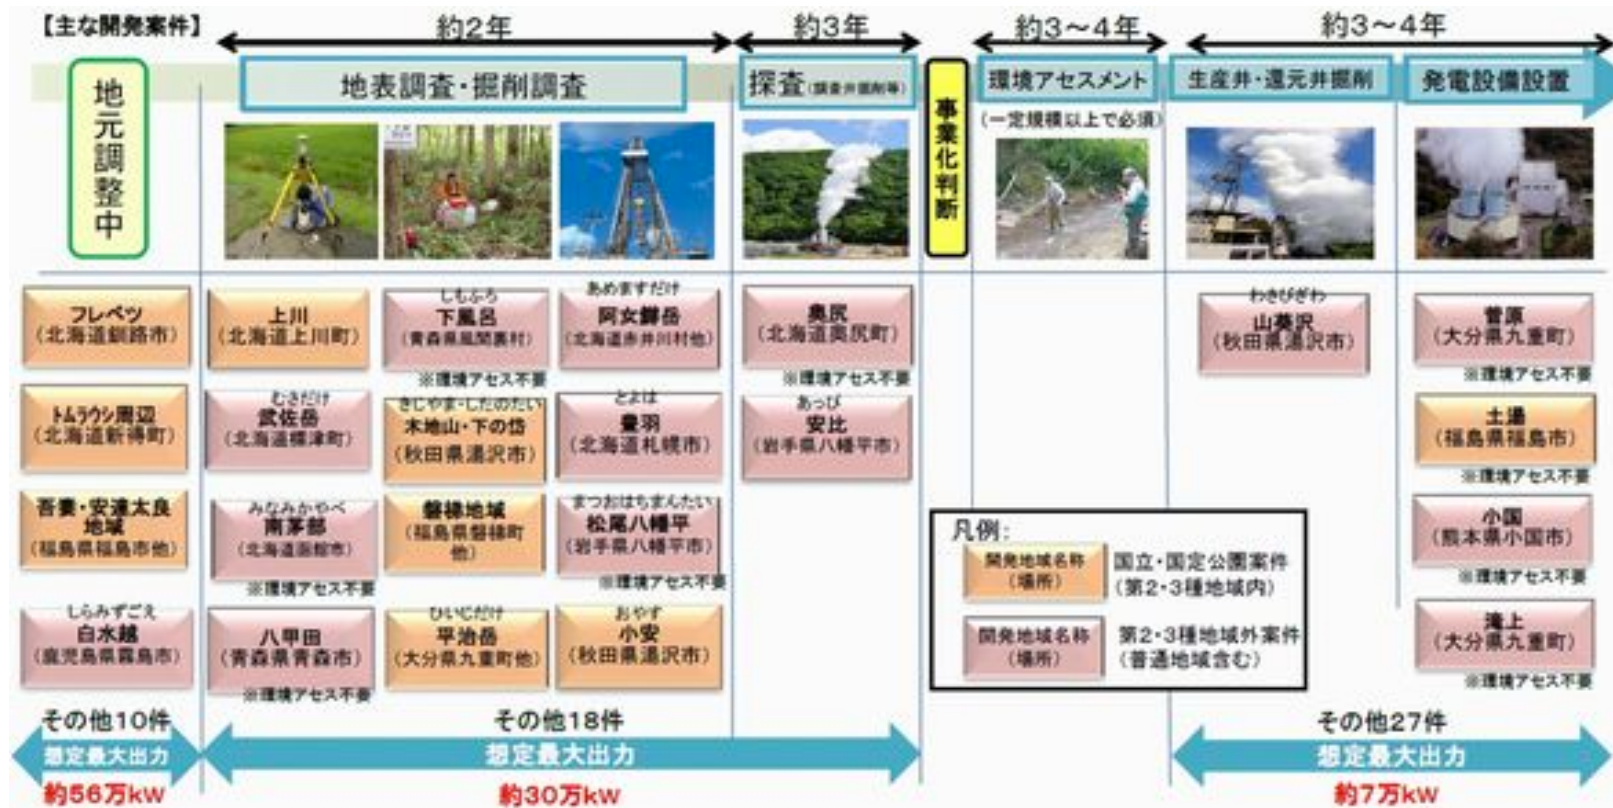 【主な開発案件】
約2年
約3年
約3～4年
約3～4年
地元調整中
地表調査・掘削調査
探査(調査井掘削等)
事業化判断
環境アセスメント
(一定規模以上で必須)
生産井・還元井掘削
発電設備設置
フレベツ
(北海道釧路市)
トムラウシ周辺
(北海道新得町)
吾妻・安達太良
地域
(福島県福島市他)
しらみずごえ
白水越
(鹿児島県霧島市)
上川
(北海道上川町)
むさだけ
武佐岳
(北海道標津町)
みなみかやべ
南茅部
(北海道函館市)
※環境アセス不要
八甲田
(青森県青森市)
※環境アセス不要
しもふろ
下風呂
(青森県風間裏村)
※環境アセス不要
きじやま・しだのたい
木地山・下の岱
(秋田県湯沢市)
磐梯地域
(福島県磐梯町
他)
ひいじだけ
平治岳
(大分県九重町他)
あめますだけ
阿女鱒岳
(北海道赤井川村他)
とよは
豊羽
(北海道札幌市)
まつおはちまんたい
松尾八幡平
(岩手県八幡平市)
※環境アセス不要
おやす
小安
(秋田県湯沢市)
奥尻
(北海道奥尻町)
※環境アセス不要
あっぴ
安比
(岩手県八幡平市)
わさびざわ
山葵沢
(秋田県湯沢市)
菅原
(大分県九重町)
※環境アセス不要
土湯
(福島県福島市)
※環境アセス不要
小国
(熊本県小国市)
※環境アセス不要
滝上
(大分県九重町)
※環境アセス不要
凡例:
開発地域名称
(場所)
国立・国定公園案件
(第2・3種地域内)
開発地域名称
(場所)
第2・3種地域外案件
(普通地域含む)
その他10件
想定最大出力
約56万kW
その他18件
想定最大出力
約30万kW
その他27件
想定最大出力
約7万kW